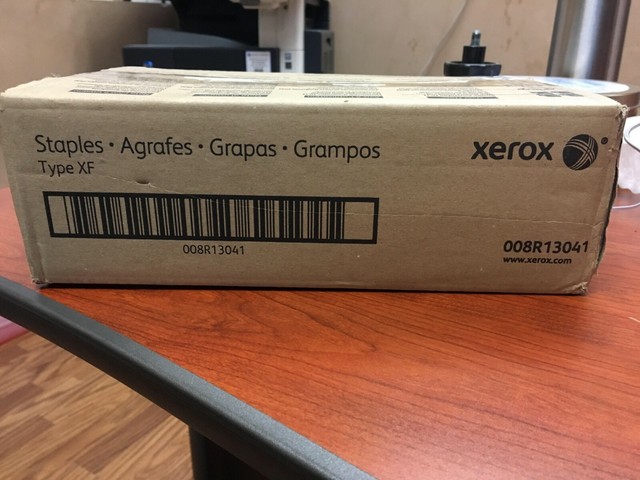 Staples • Agrafes • Grapas • Grampos
Type XF
008R13041
xerox
008R13041
www.xerox.com